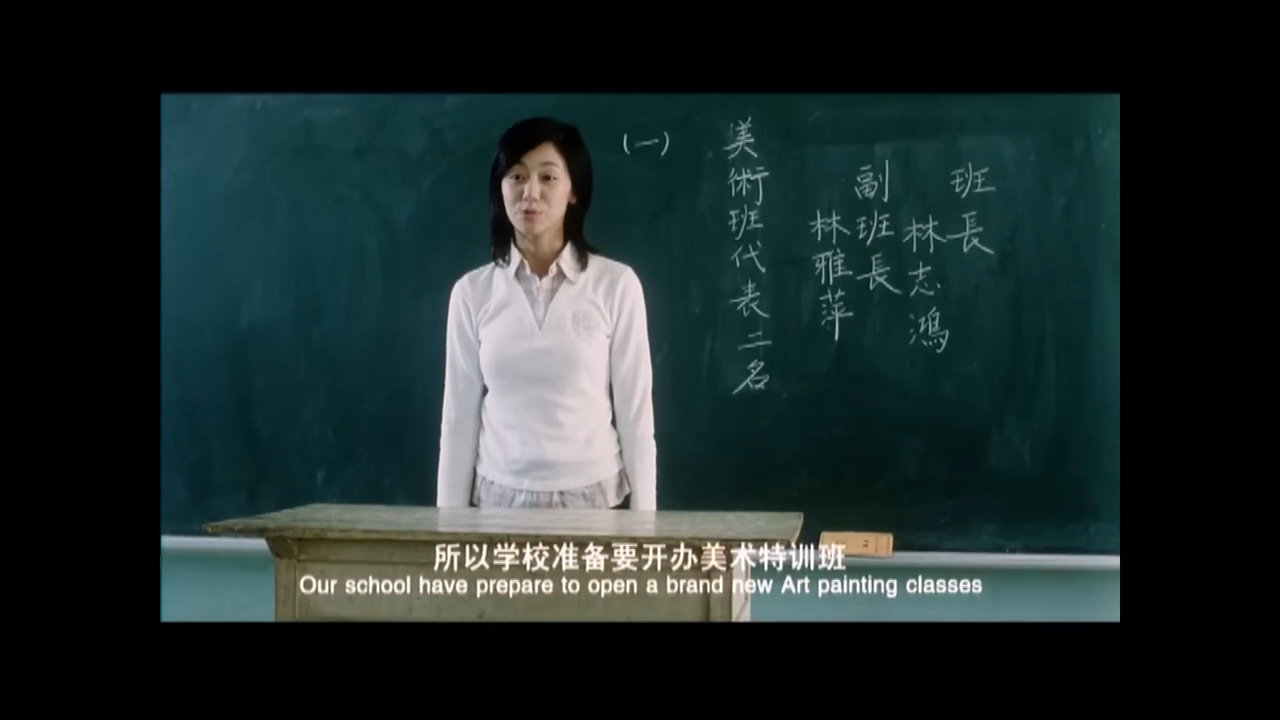 班長
林志鴻
副班長
林雅萍
美術班代表二名
(一)
所以学校准备要开办美术特训班
Our school have prepare to open a brand new Art painting classes